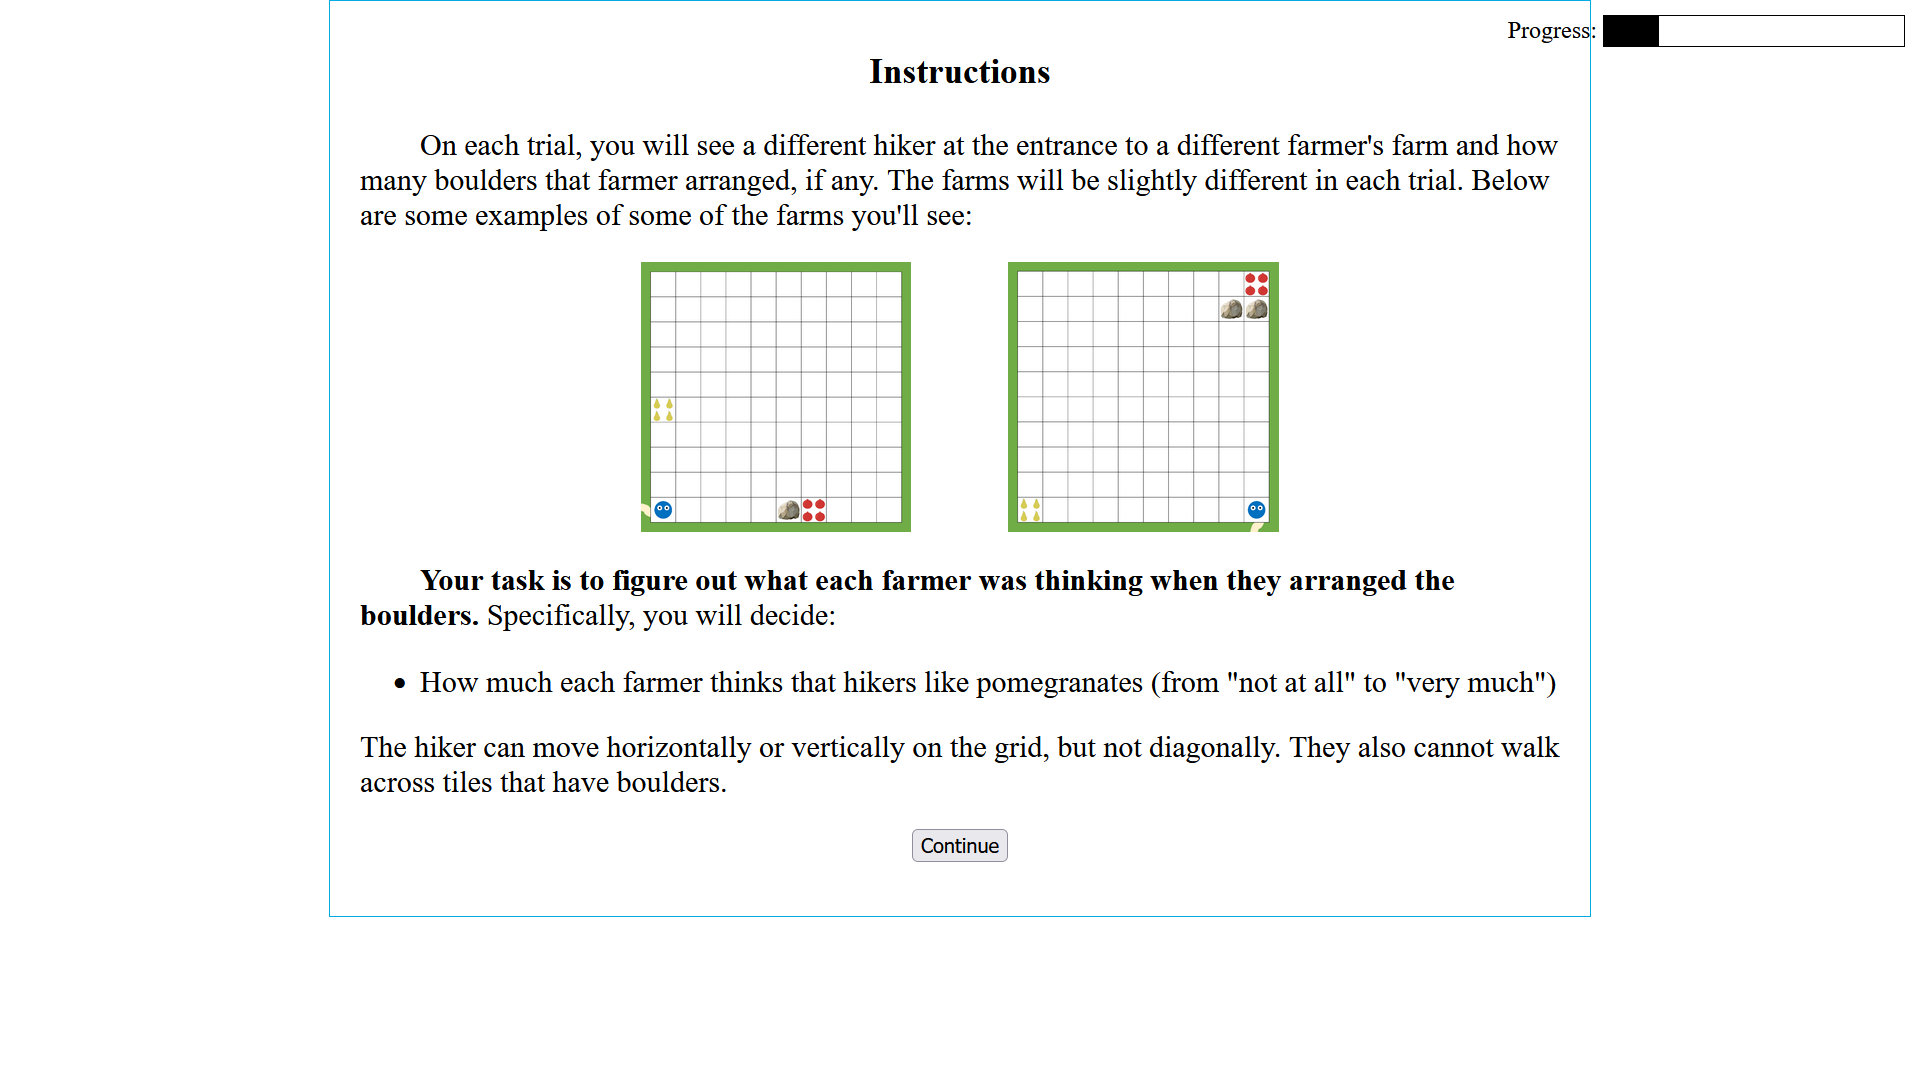 Progress:
Instructions
On each trial, you will see a different hiker at the entrance to a different farmer's farm and how
many boulders that farmer arranged, if any. The farms will be slightly different in each trial. Below
are some examples of some of the farms you'll see:
Your task is to figure out what each farmer was thinking when they arranged the
boulders. Specifically, you will decide:
• How much each farmer thinks that hikers like pomegranates (from "not at all" to "very much")
The hiker can move horizontally or vertically on the grid, but not diagonally. They also cannot walk
across tiles that have boulders.
Continue